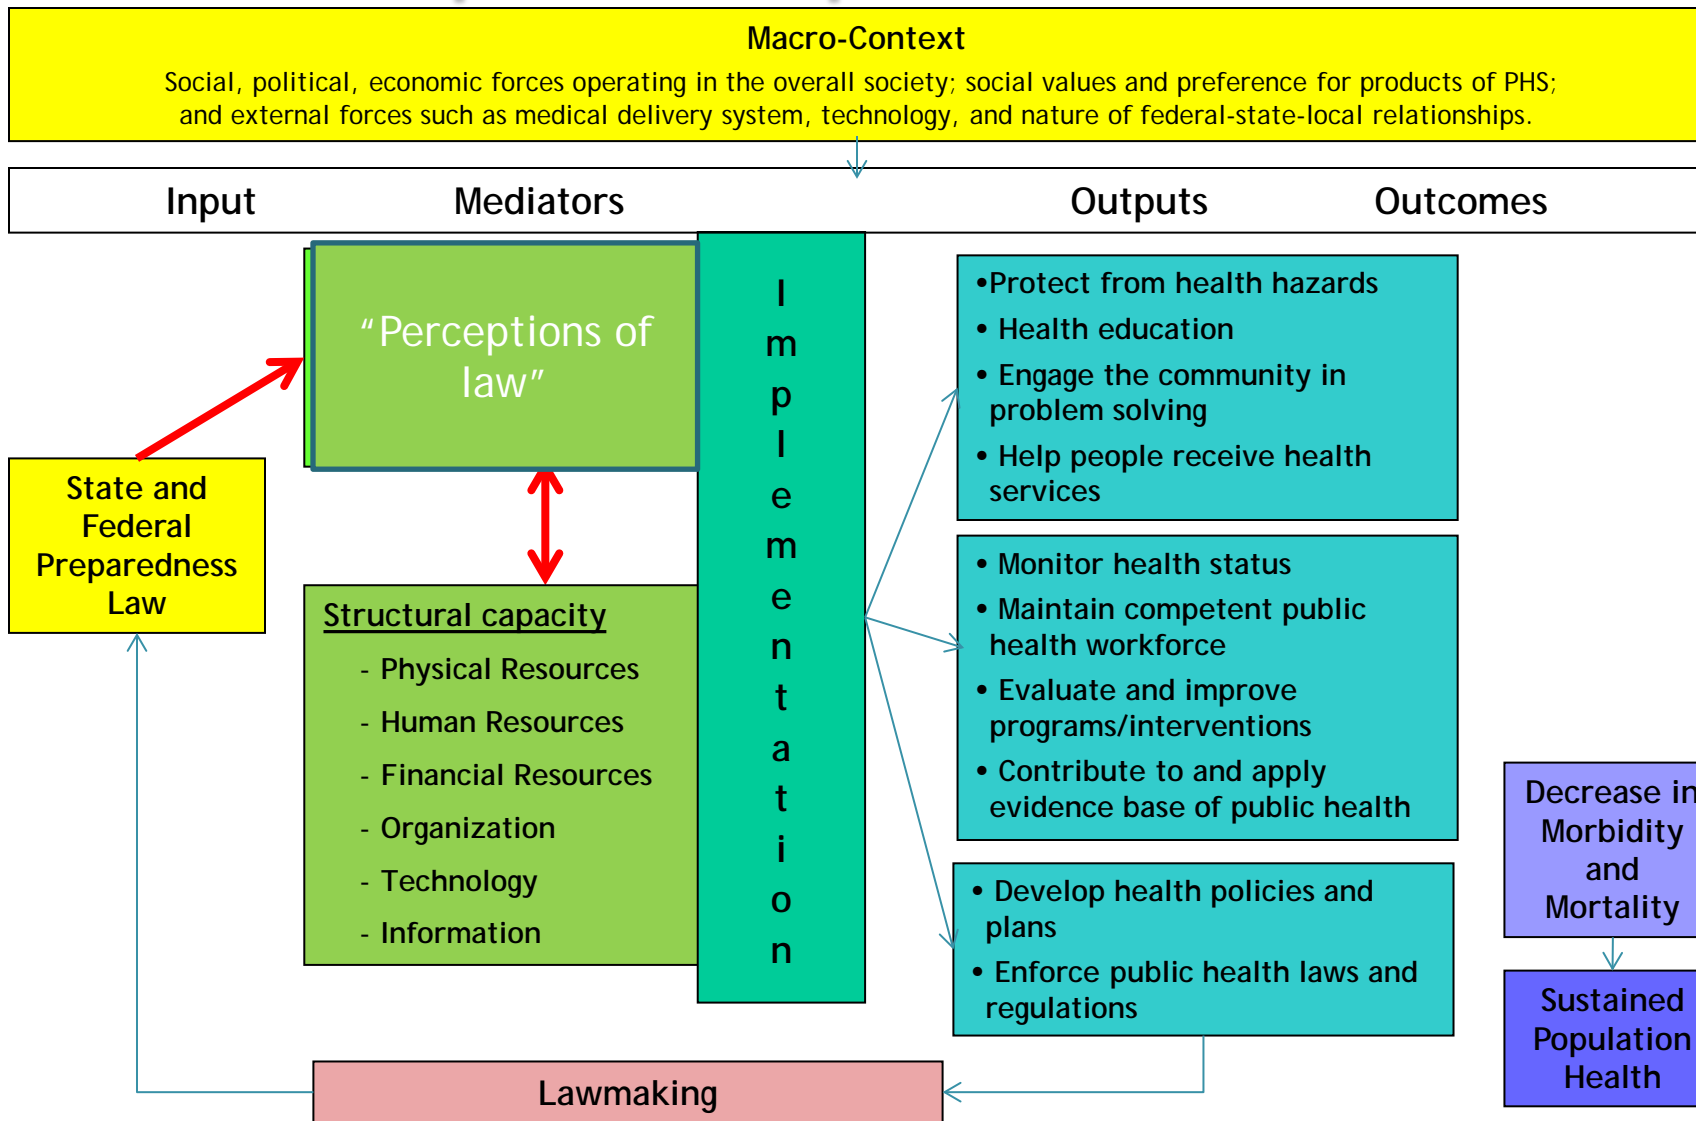 Macro-Context
Social, political, economic forces operating in the overall society; social values and preference for products of PHS;
and external forces such as medical delivery system, technology, and nature of federal-state-local relationships.
Input Mediators Outputs Outcomes
"Perceptions of
law"
State and
Federal
Preparedness
Law
Structural capacity
- Physical Resources
- Human Resources
- Financial Resources
- Organization
- Technology
- Information
I
m
p
l
e
m
e
n
t
a
t
i
o
n
•Protect from health hazards
• Health education
• Engage the community in
problem solving
• Help people receive health
services
• Monitor health status
• Maintain competent public
health workforce
• Evaluate and improve
programs/interventions
• Contribute to and apply
evidence base of public health
• Develop health policies and
plans
• Enforce public health laws and
regulations
Decrease in
Morbidity
and
Mortality
Sustained
Population
Health
Lawmaking